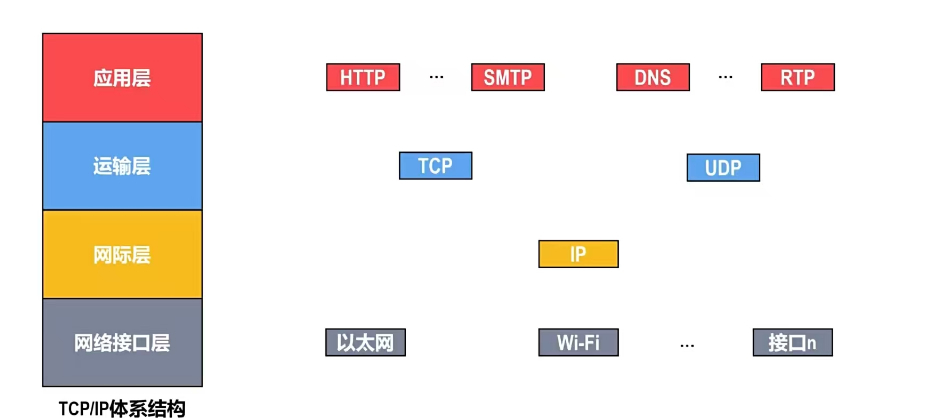 应用层 HTTP … SMTP DNS … RTP
运输层 TCP UDP
网际层 IP
网络接口层 以太网 Wi-Fi … 接口n
TCP/IP体系结构